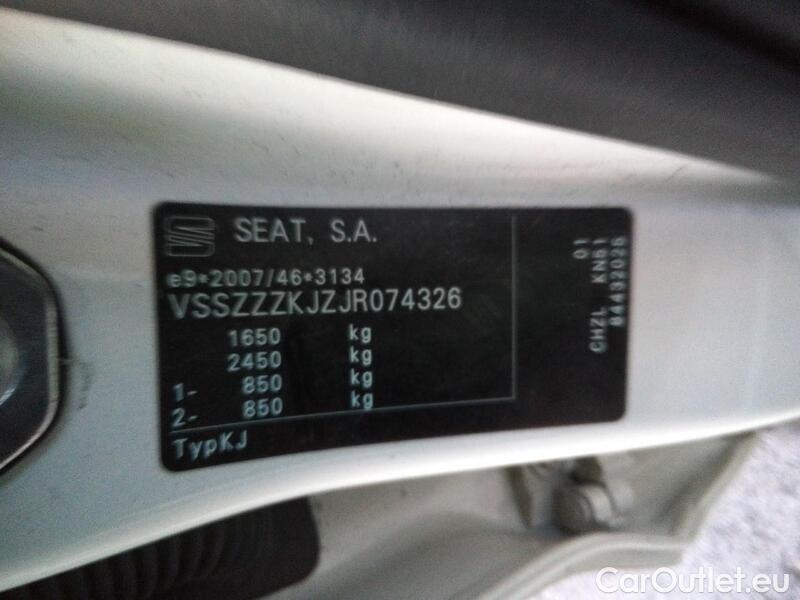 SEAT, S.A.
e9*2007/46*3134
VSSZZZKJZJR074326
1650 kg
2450 kg
1- 850 kg
2- 850 kg
TypKJ
01
CHZL KN61
84432026
CarOutlet.eu